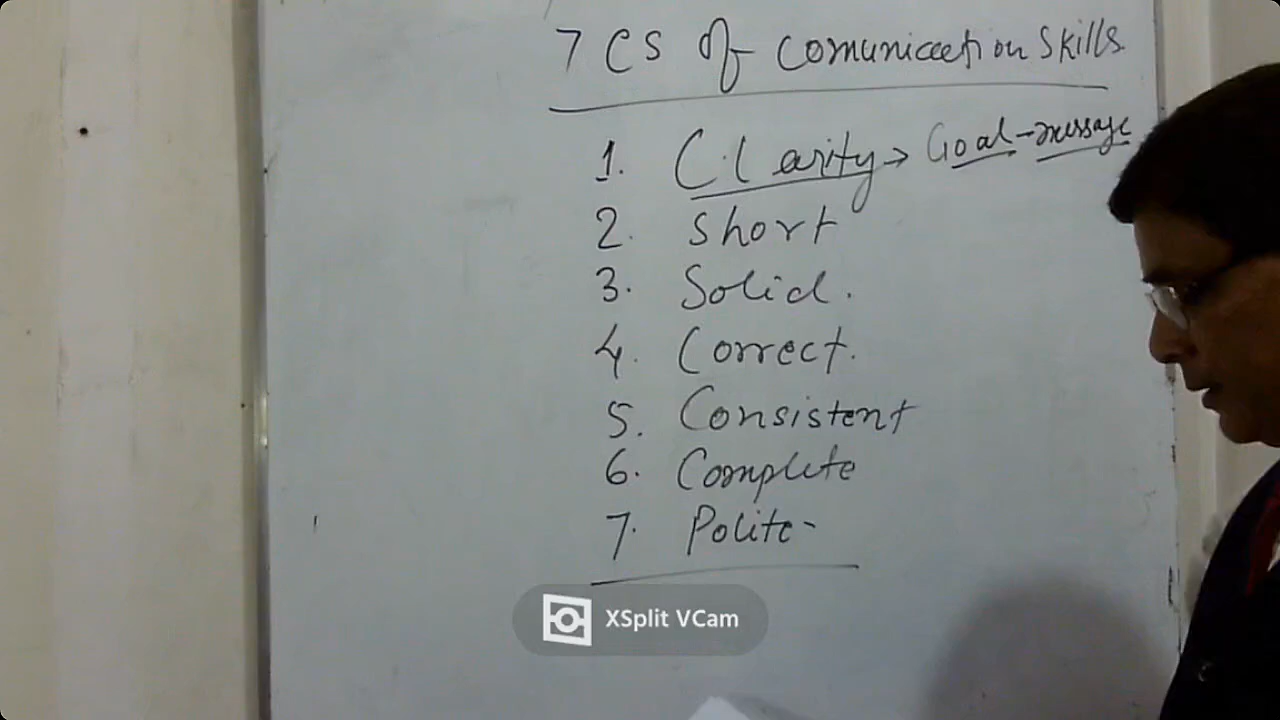 7 Cs of Comunication Skills
1. Clarity → Goal - message
2. Short
3. Solid.
4. Correct.
5. Consistent
6. Complete
7. Polite -
XSplit VCam